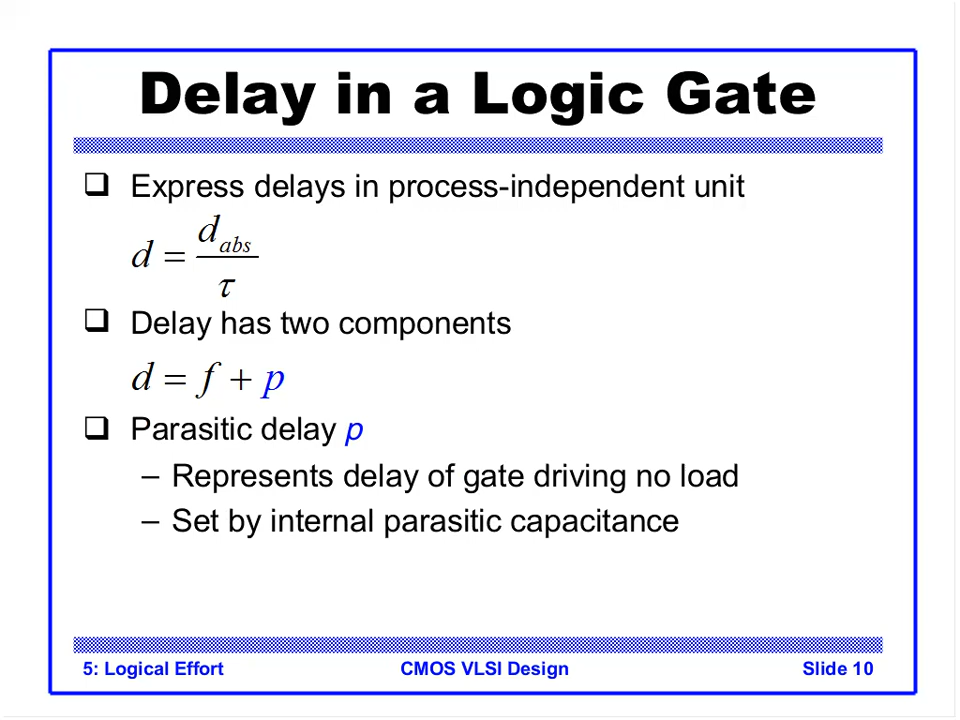 Delay in a Logic Gate
❑ Express delays in process-independent unit
d = d_abs / τ
❑ Delay has two components
d = f + p
❑ Parasitic delay p
– Represents delay of gate driving no load
– Set by internal parasitic capacitance
5: Logical Effort CMOS VLSI Design Slide 10